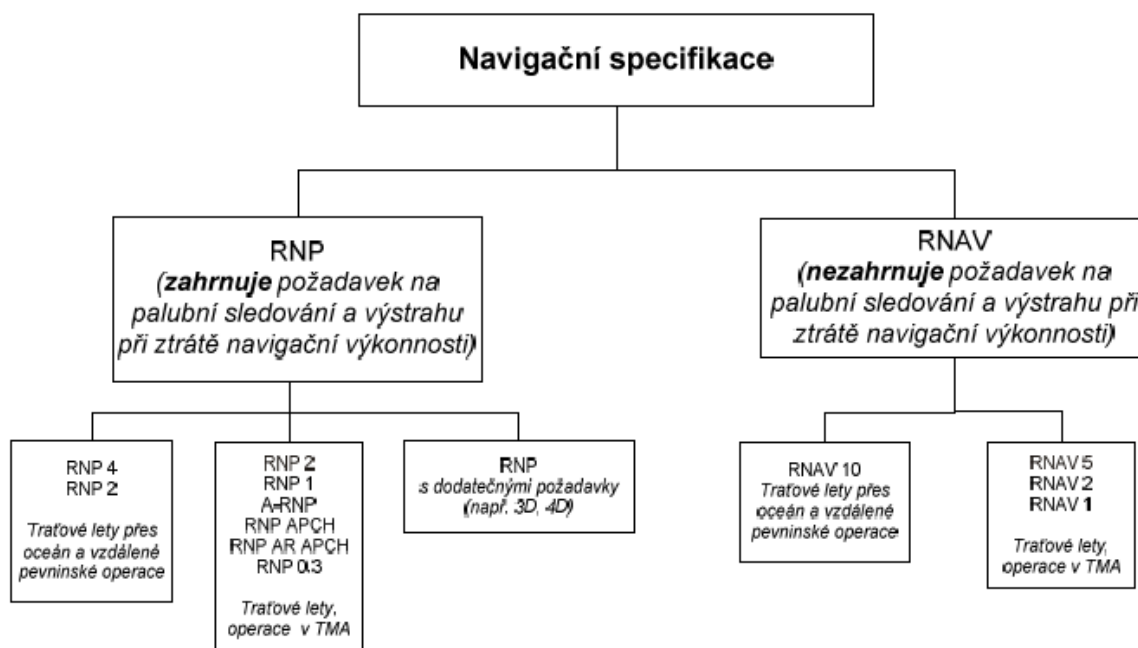 Navigační specifikace
RNP
(zahrnuje požadavek na
palubní sledování a výstrahu
při ztrátě navigační výkonnosti)
RNAV
(nezahrnuje požadavek na
palubní sledování a výstrahu při
ztrátě navigační výkonnosti)
RNP 4
RNP 2
Traťové lety přes
oceán a vzdálené
pevninské operace
RNP 2
RNP 1
A-RNP
RNP APCH
RNP AR APCH
RNP 0.3
Traťové lety,
operace v TMA
RNP
s dodatečnými požadavky
(např. 3D, 4D)
RNAV 10
Traťové lety přes
oceán a vzdálené
pevninské operace
RNAV 5
RNAV 2
RNAV 1
Traťové lety,
operace v TMA